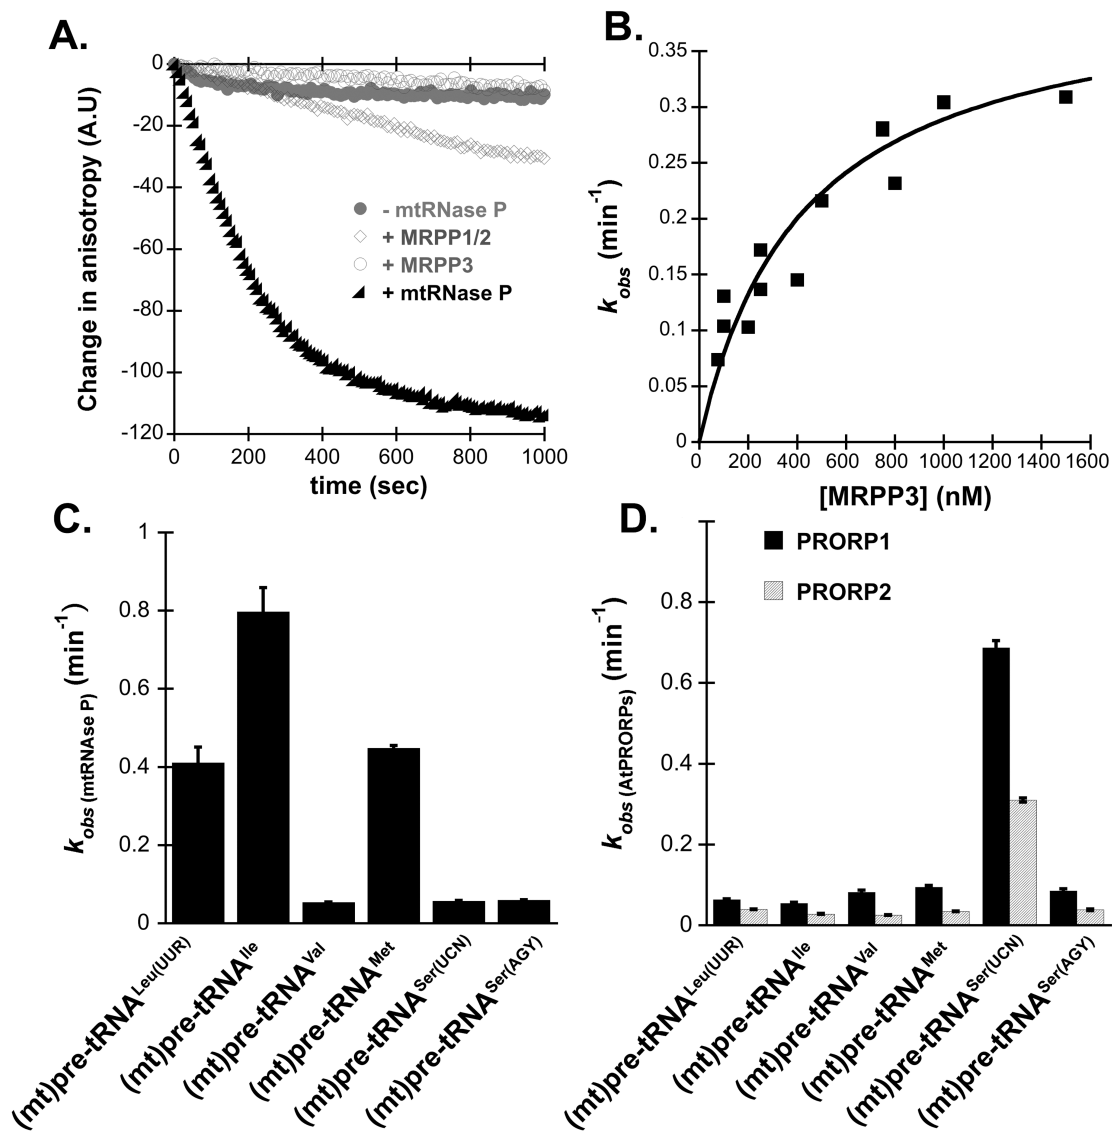 A.
0
-20
-40
-60
-80
-100
-120
Change in anisotropy (A.U)
- mtRNase P
+ MRPP1/2
+ MRPP3
+ mtRNase P
0 200 400 600 800 1000
time (sec)
B.
0.35
0.3
0.25
0.2
0.15
0.1
0.05
0
kobs (min-1)
0 200 400 600 800 1000 1200 1400 1600
[MRPP3] (nM)
C.
1
0.8
0.6
0.4
0.2
0
kobs (mtRNAse P) (min-1)
(mt)pre-tRNALeu(UUR)
(mt)pre-tRNAIle
(mt)pre-tRNAVal
(mt)pre-tRNAMet
(mt)pre-tRNASer(UCN)
(mt)pre-tRNASer(AGY)
D.
PRORP1
PRORP2
0.8
0.6
0.4
0.2
0
kobs (AtPRORPs) (min-1)
(mt)pre-tRNALeu(UUR)
(mt)pre-tRNAIle
(mt)pre-tRNAVal
(mt)pre-tRNAMet
(mt)pre-tRNASer(UCN)
(mt)pre-tRNASer(AGY)